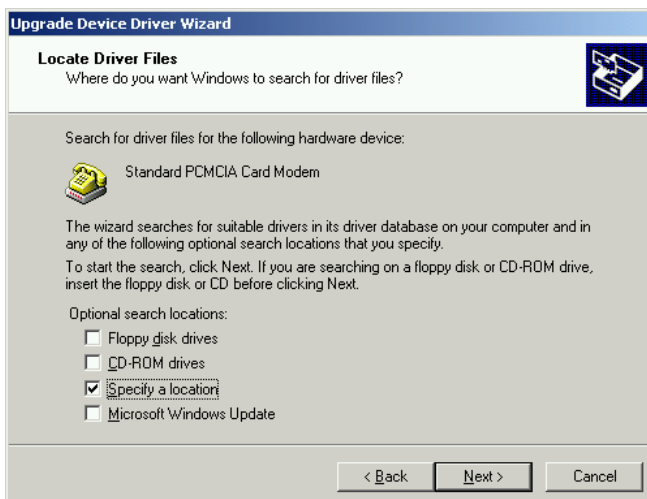 Upgrade Device Driver Wizard
Locate Driver Files
Where do you want Windows to search for driver files?
Search for driver files for the following hardware device:
Standard PCMCIA Card Modem
The wizard searches for suitable drivers in its driver database on your computer and in
any of the following optional search locations that you specify.
To start the search, click Next. If you are searching on a floppy disk or CD-ROM drive,
insert the floppy disk or CD before clicking Next.
Optional search locations:
Floppy disk drives
CD-ROM drives
Specify a location
Microsoft Windows Update
< Back
Next >
Cancel